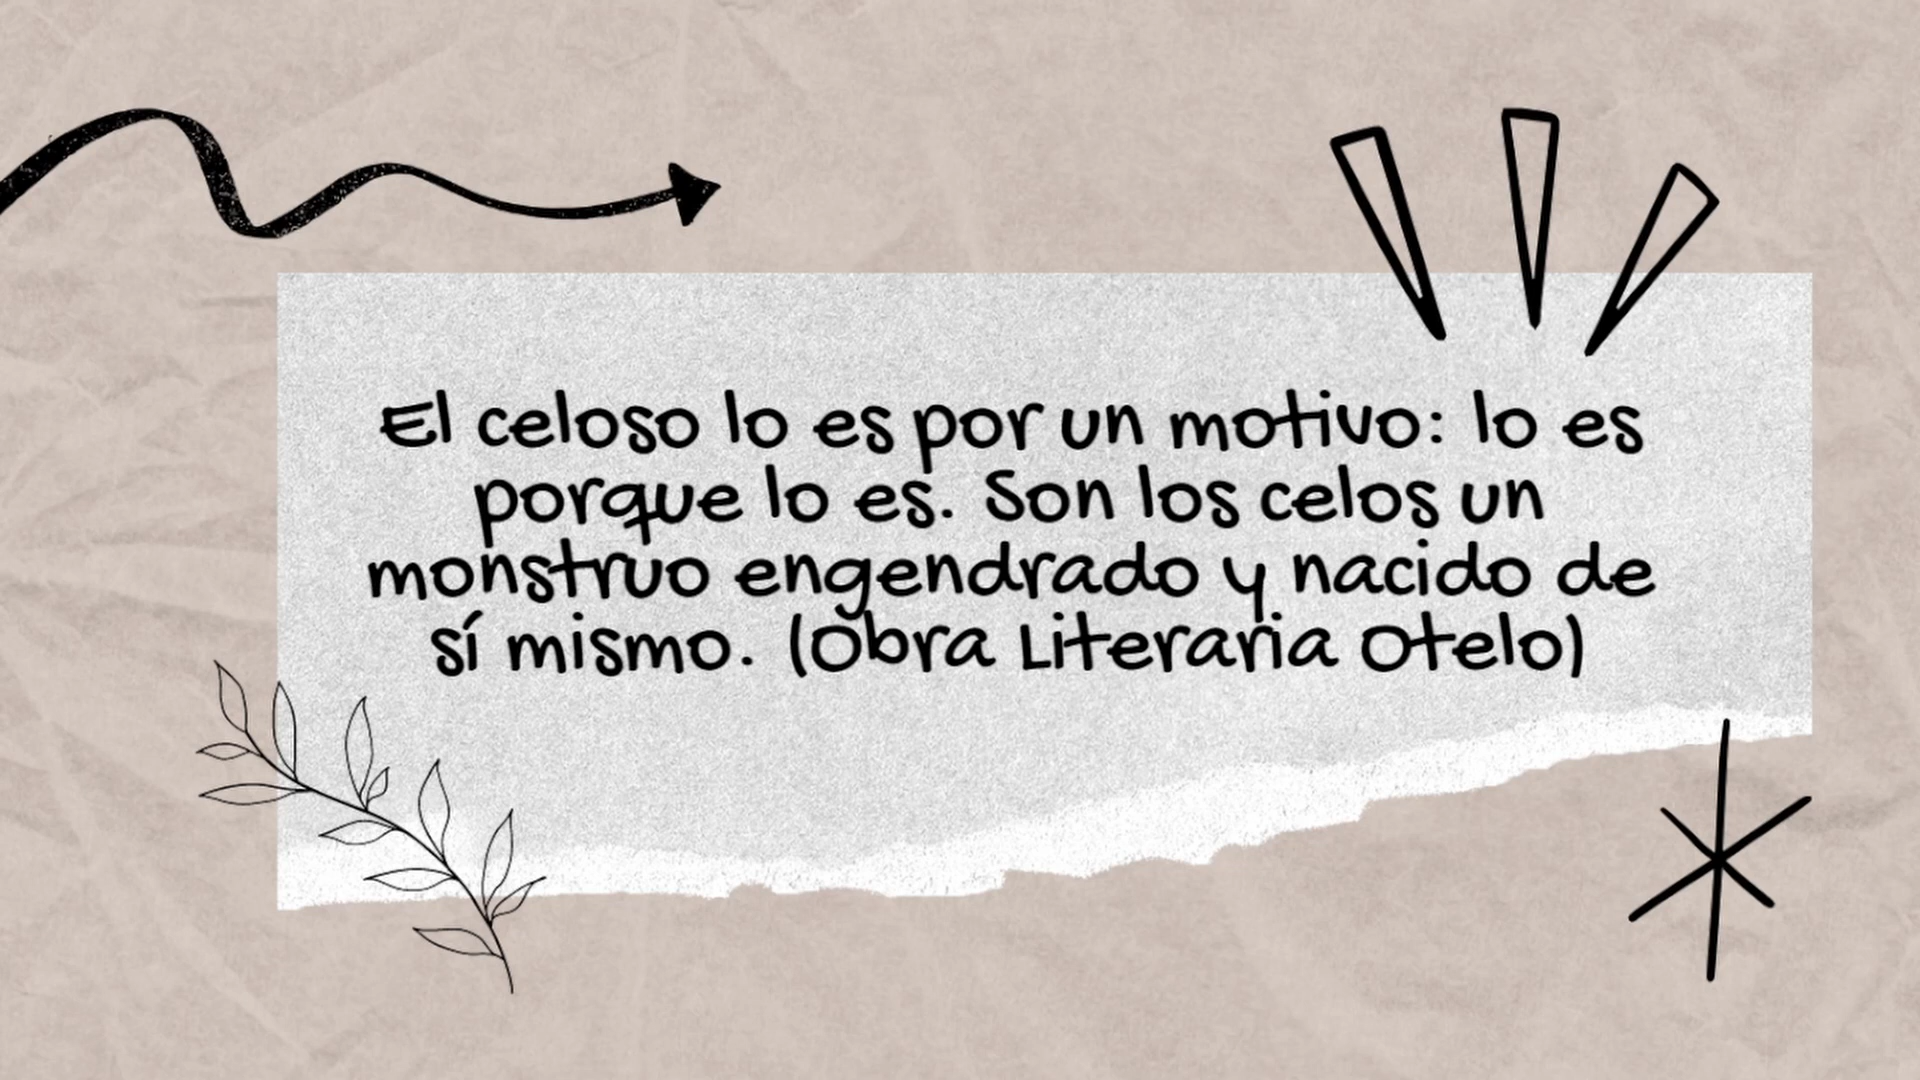 El celoso lo es por un motivo: lo es
porque lo es. Son los celos un
monstruo engendrado y nacido de
sí mismo. (Obra Literaria Otelo)